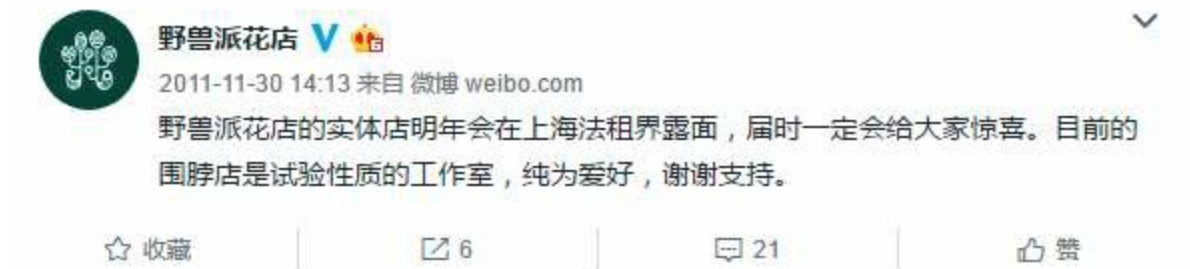 野兽派花店 V
2011-11-30 14:13 来自 微博 weibo.com
野兽派花店的实体店明年会在上海法租界露面，届时一定会给大家惊喜。目前的
围脖店是试验性质的工作室，纯为爱好，谢谢支持。
收藏 6 21 赞